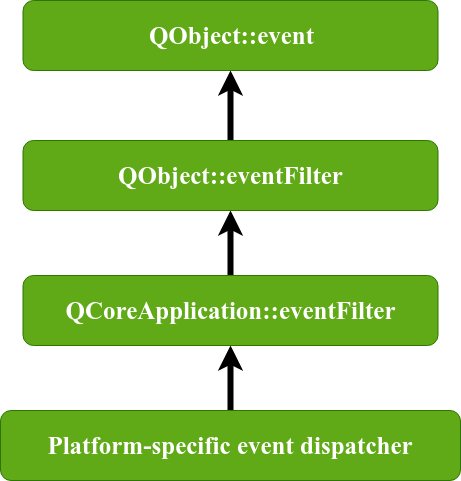 QObject::event
QObject::eventFilter
QCoreApplication::eventFilter
Platform-specific event dispatcher